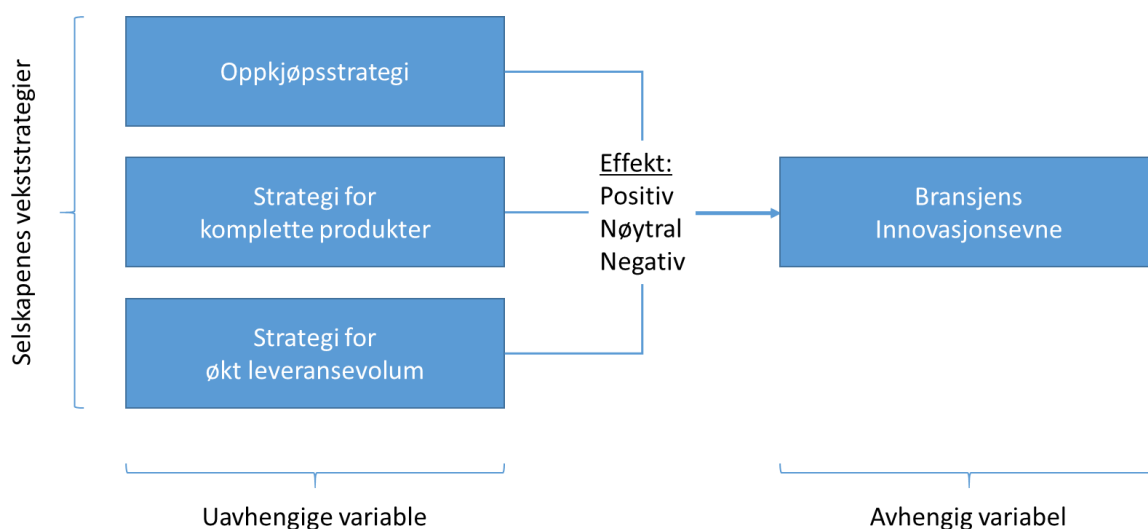 Selskapenes vekststrategier
Oppkjøpsstrategi
Strategi for
komplette produkter
Strategi for
økt leveransevolum
Effekt:
Positiv
Nøytral
Negativ
Bransjens
Innovasjonsevne
Uavhengige variable
Avhengig variabel